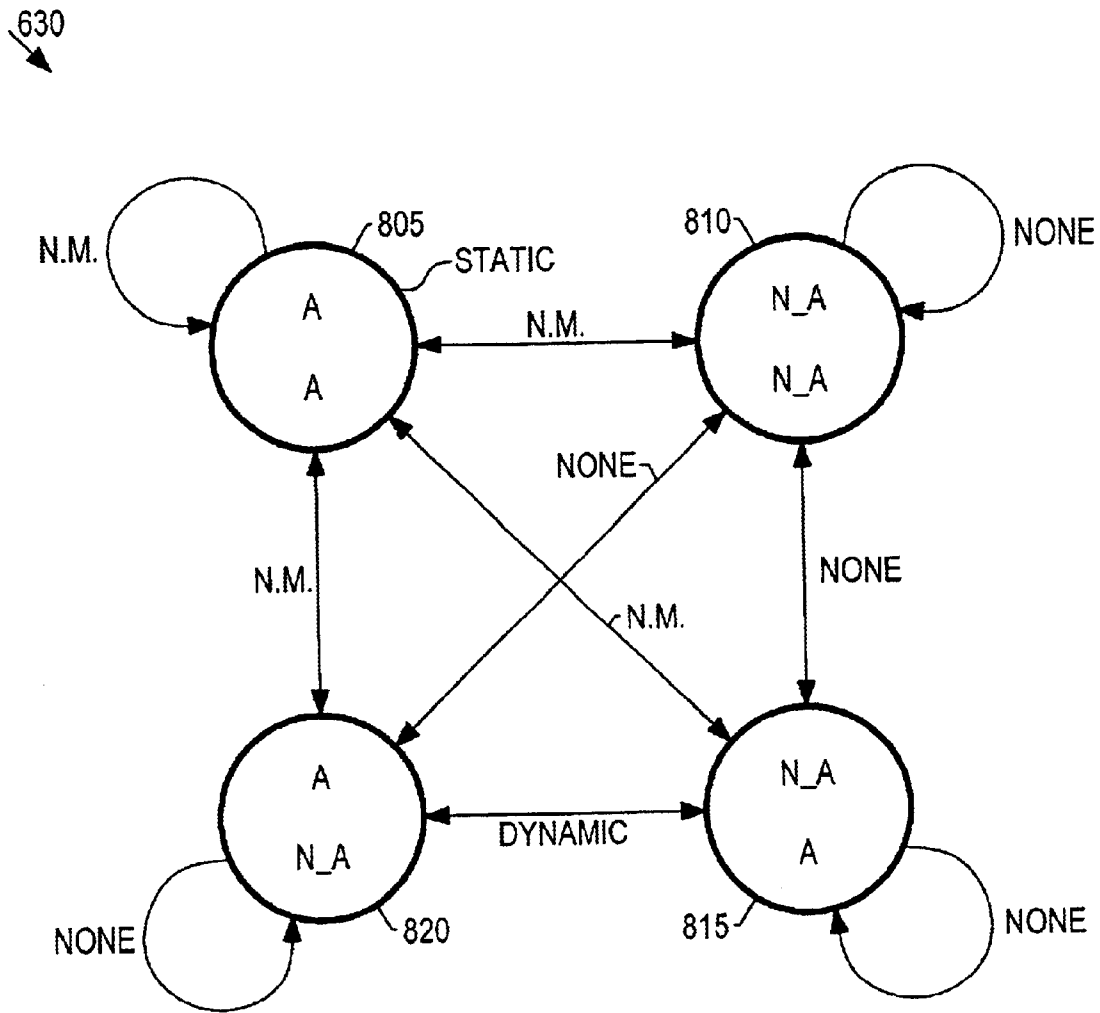 630
805
810
N.M.
STATIC
NONE
A
A
N.M.
N_A
N_A
NONE
N.M.
NONE
N.M.
A
N_A
DYNAMIC
N_A
A
NONE
820
815
NONE